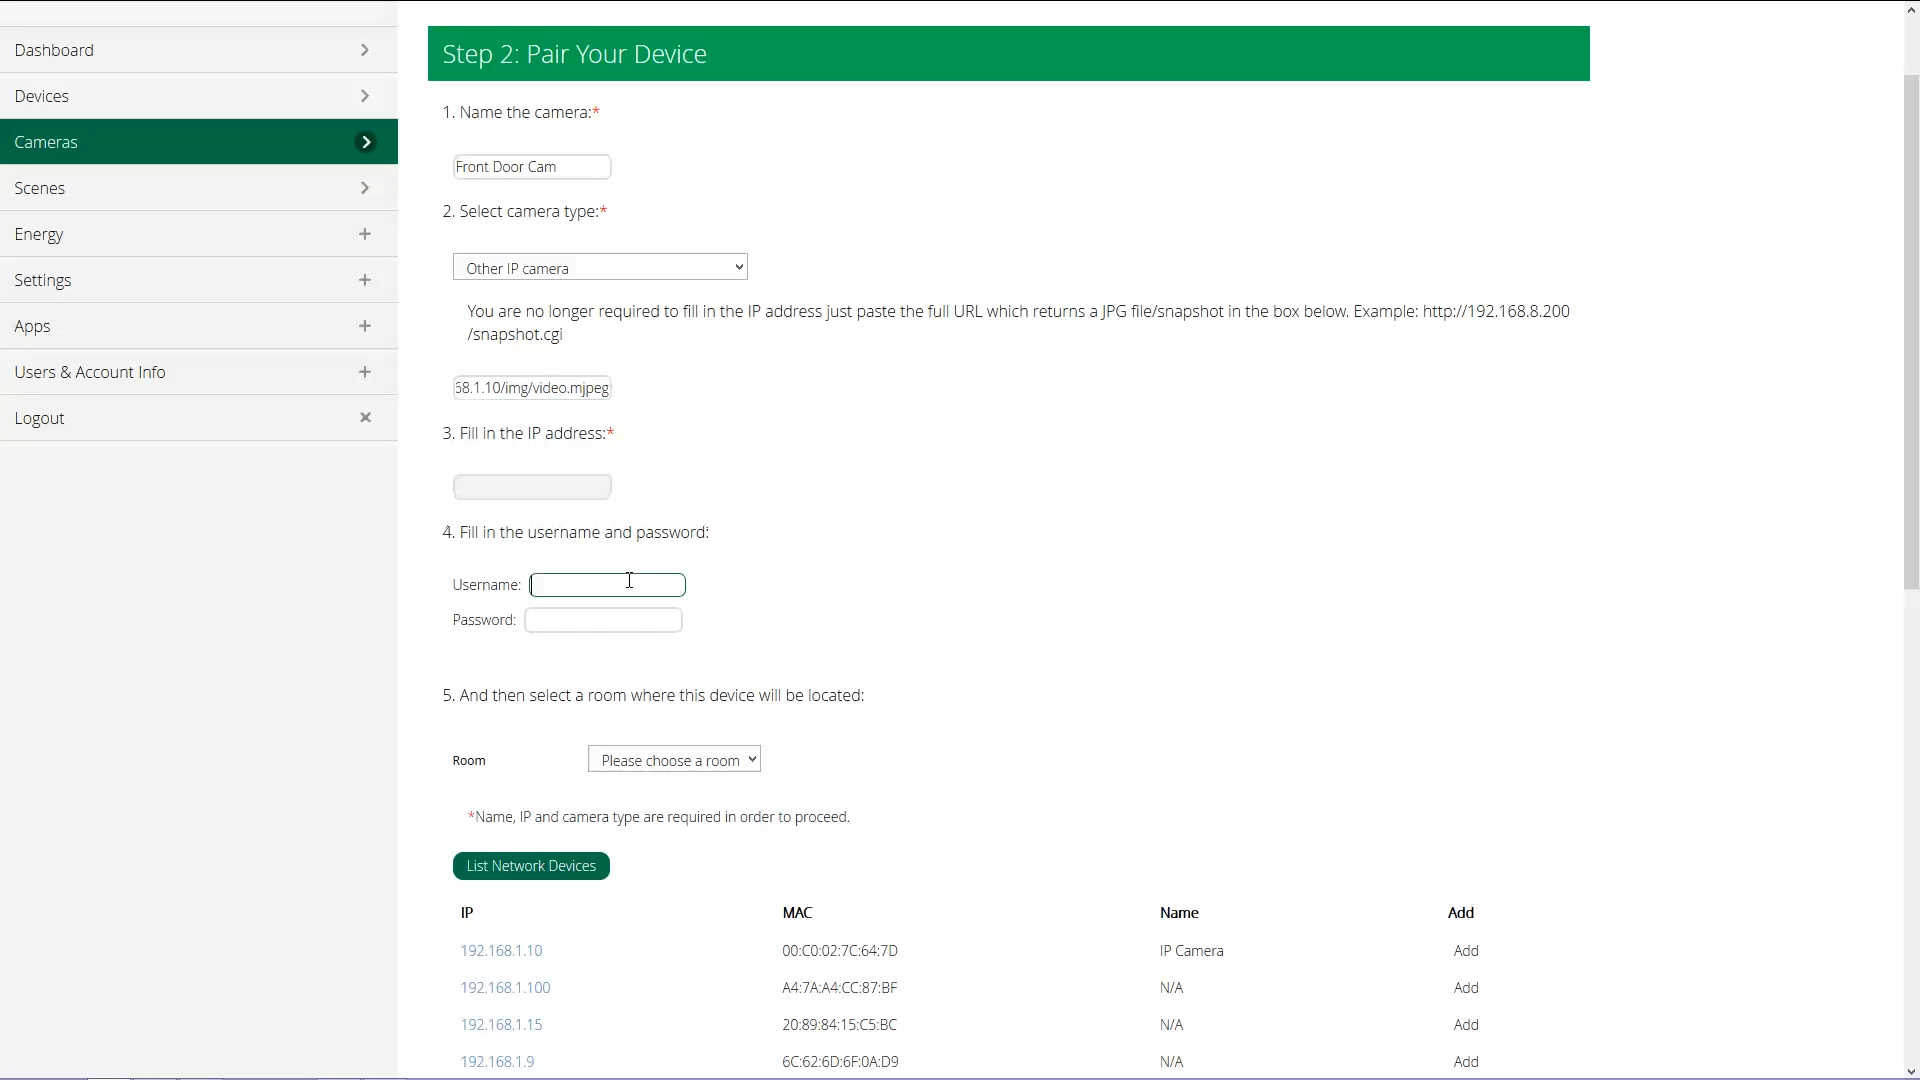 Dashboard
Devices
Cameras
Scenes
Energy
Settings
Apps
Users & Account Info
Logout
Step 2: Pair Your Device
1. Name the camera:*
Front Door Cam
2. Select camera type:*
Other IP camera
You are no longer required to fill in the IP address just paste the full URL which returns a JPG file/snapshot in the box below. Example: http://192.168.8.200
/snapshot.cgi
68.1.10/img/video.mjpeg
3. Fill in the IP address:*
4. Fill in the username and password:
Username:
Password:
5. And then select a room where this device will be located:
Room Please choose a room
*Name, IP and camera type are required in order to proceed.
List Network Devices
IP MAC Name Add
192.168.1.10 00:C0:02:7C:64:7D IP Camera Add
192.168.1.100 A4:7A:A4:CC:87:BF N/A Add
192.168.1.15 20:89:84:15:C5:BC N/A Add
192.168.1.9 6C:62:6D:6F:0A:D9 N/A Add